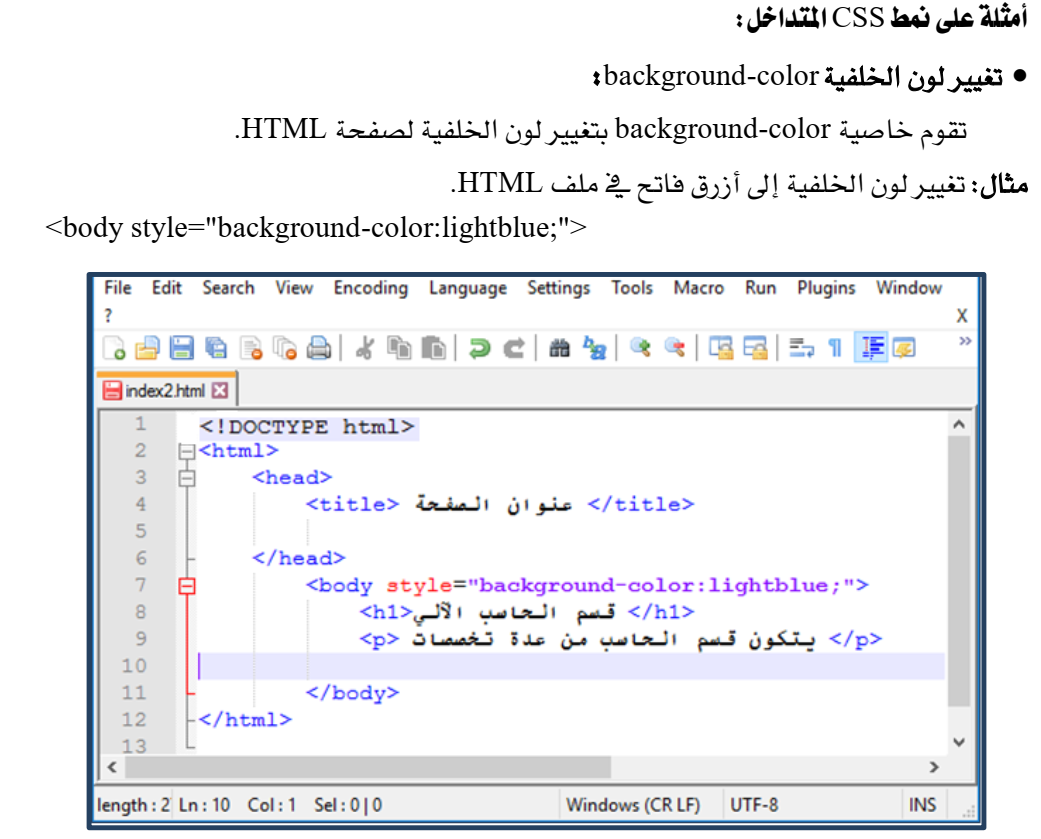 أمثلة على نمط CSS المتداخل:
• تغيير لون الخلفية background-color:
تقوم خاصية background-color بتغيير لون الخلفية لصفحة HTML.
مثال: تغيير لون الخلفية إلى أزرق فاتح في ملف HTML.
<body style="background-color:lightblue;">
File Edit Search View Encoding Language Settings Tools Macro Run Plugins Window
? X
index2.html
1 <!DOCTYPE html>
2 <html>
3 <head>
4 <title> عنوان الصفحة </title>
5
6 </head>
7 <body style="background-color:lightblue;">
8 <h1>قسم الحاسب الآلي </h1>
9 <p> يتكون قسم الحاسب من عدة تخصصات </p>
10
11 </body>
12 </html>
13
length : 2 Ln : 10 Col : 1 Sel : 0 | 0 Windows (CR LF) UTF-8 INS